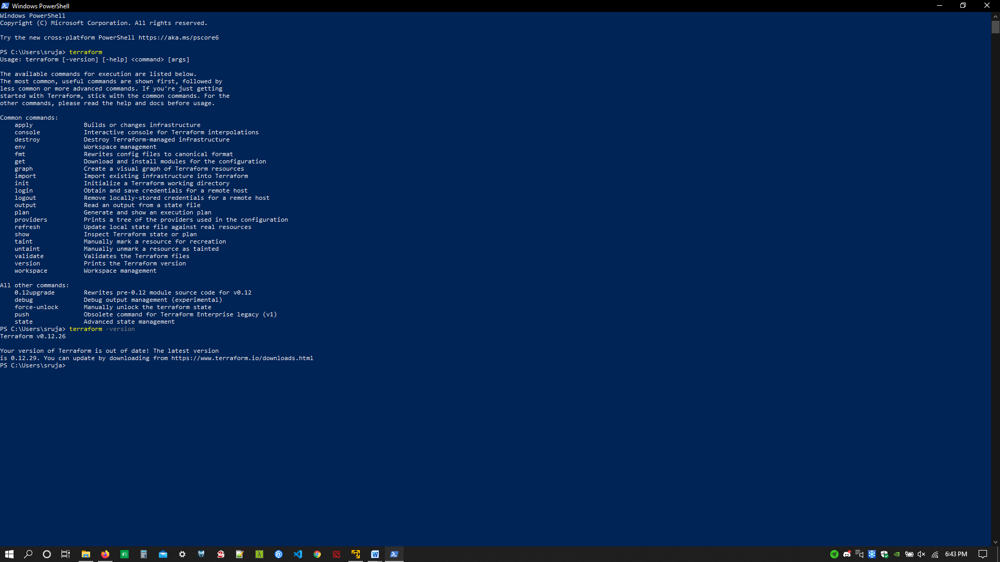 Windows PowerShell
Windows PowerShell
Copyright (C) Microsoft Corporation. All rights reserved.
Try the new cross-platform PowerShell https://aka.ms/pscore6
PS C:\Users\sruja> terraform
Usage: terraform [-version] [-help] <command> [args]
The available commands for execution are listed below.
The most common, useful commands are shown first, followed by
less common or more advanced commands. If you're just getting
started with Terraform, stick with the common commands. For the
other commands, please read the help and docs before usage.
Common commands:
    apply              Builds or changes infrastructure
    console            Interactive console for Terraform interpolations
    destroy            Destroy Terraform-managed infrastructure
    env                Workspace management
    fmt                Rewrites config files to canonical format
    get                Download and install modules for the configuration
    graph              Create a visual graph of Terraform resources
    import             Import existing infrastructure into Terraform
    init               Initialize a Terraform working directory
    login              Obtain and save credentials for a remote host
    logout             Remove locally-stored credentials for a remote host
    output             Read an output from a state file
    plan               Generate and show an execution plan
    providers          Prints a tree of the providers used in the configuration
    refresh            Update local state file against real resources
    show               Inspect Terraform state or plan
    taint              Manually mark a resource for recreation
    untaint            Manually unmark a resource as tainted
    validate           Validates the Terraform files
    version            Prints the Terraform version
    workspace          Workspace management
All other commands:
    0.12upgrade        Rewrites pre-0.12 module source code for v0.12
    debug              Debug output management (experimental)
    force-unlock       Manually unlock the terraform state
    push               Obsolete command for Terraform Enterprise legacy (v1)
    state              Advanced state management
PS C:\Users\sruja> terraform -version
Terraform v0.12.26
Your version of Terraform is out of date! The latest version
is 0.12.29. You can update by downloading from https://www.terraform.io/downloads.html
PS C:\Users\sruja>
6:43 PM